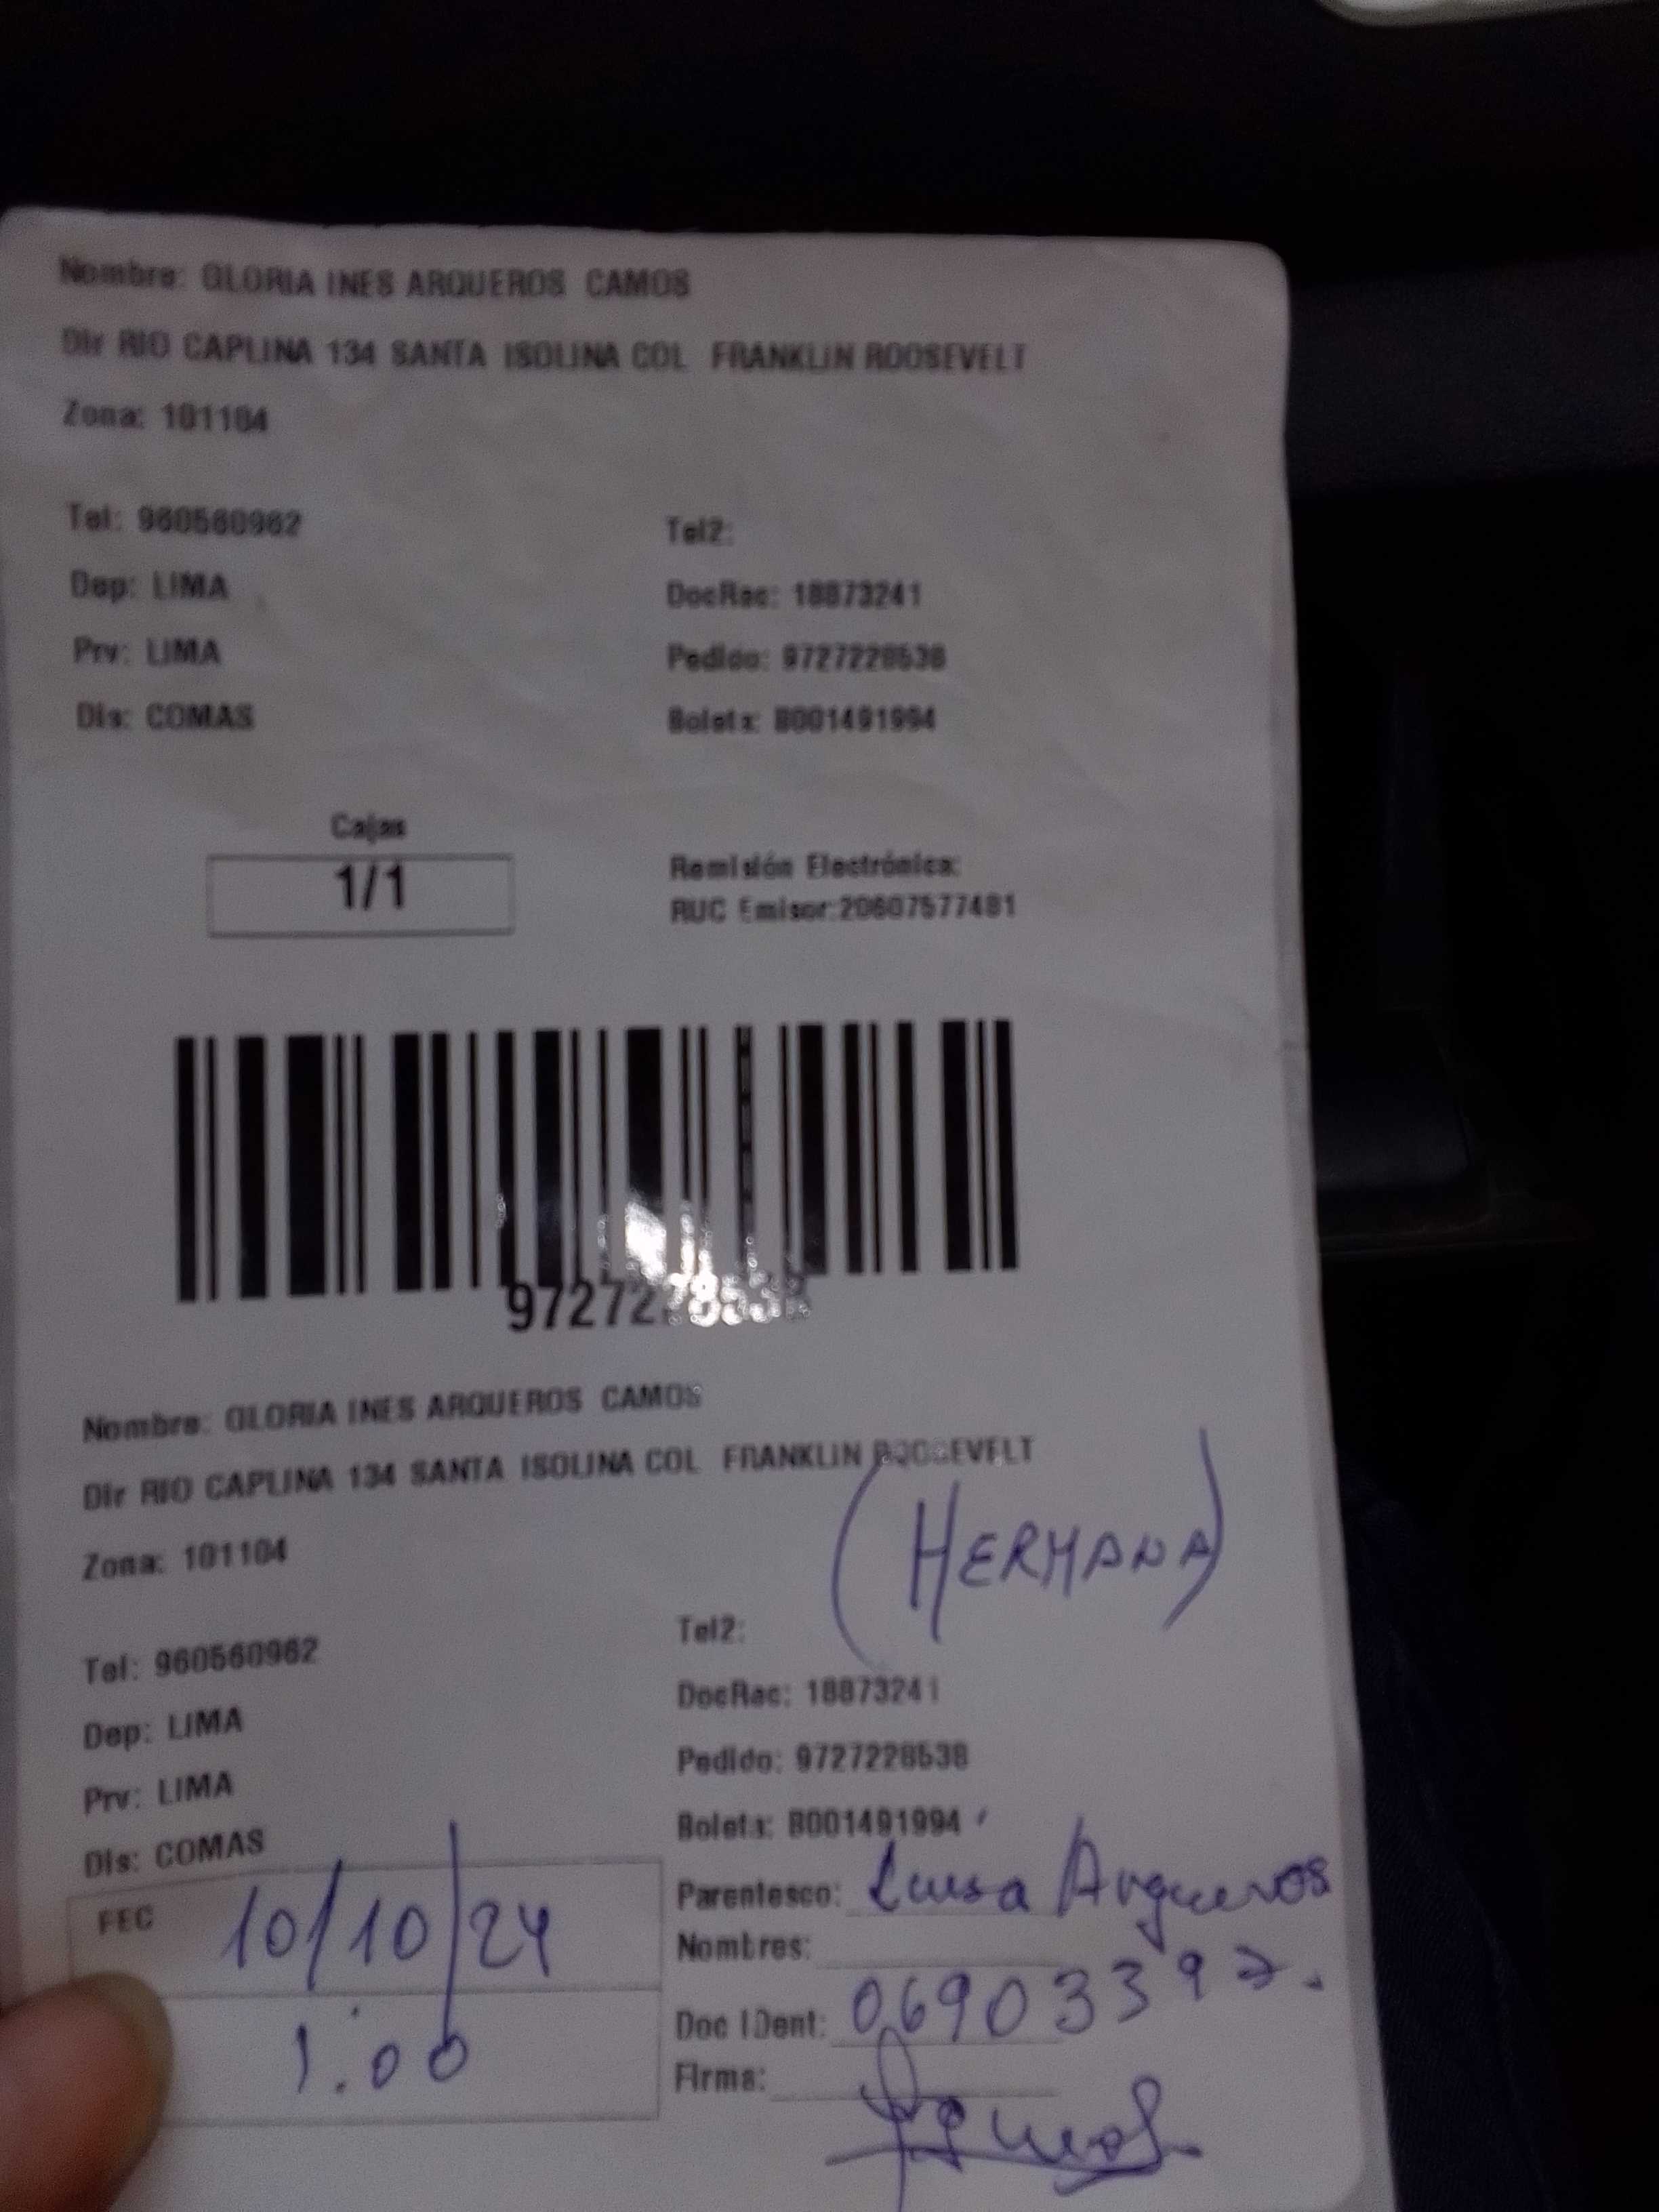 Nombre: GLORIA INES ARQUEROS CAMOS
Dir RIO CAPLINA 134 SANTA ISOLINA COL FRANKLIN ROOSEVELT
Zona: 101104
Tel: 960560962 Tel2:
Dep: LIMA DocRec: 18873241
Prv: LIMA Pedido: 9727228538
Dis: COMAS Boleta: B001491994
Cajas
1/1
Remisión Electrónica:
RUC Emisor:20607577481
9727228538
Nombre: GLORIA INES ARQUEROS CAMOS
Dir RIO CAPLINA 134 SANTA ISOLINA COL FRANKLIN ROOSEVELT
Zona: 101104
(HERMANA)
Tel: 960560962 Tel2:
Dep: LIMA DocRec: 18873241
Prv: LIMA Pedido: 9727228538
Dis: COMAS Boleta: B001491994
FEC 10/10/24
1:00
Parentesco: Luisa Arqueros
Nombres:
Doc IDent: 06903397.
Firma: